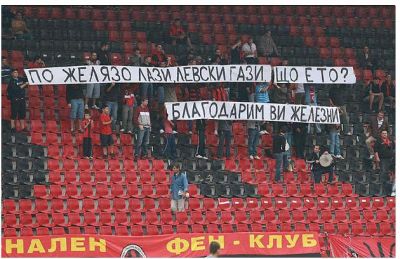 ПО ЖЕЛЯЗО ЛАЗИ, ЛЕВСКИ ГАЗИ, ЩО Е ТО?
БЛАГОДАРИМ ВИ ЖЕЛЕЗНИ
НАЛЕН ФЕН - КЛУБ